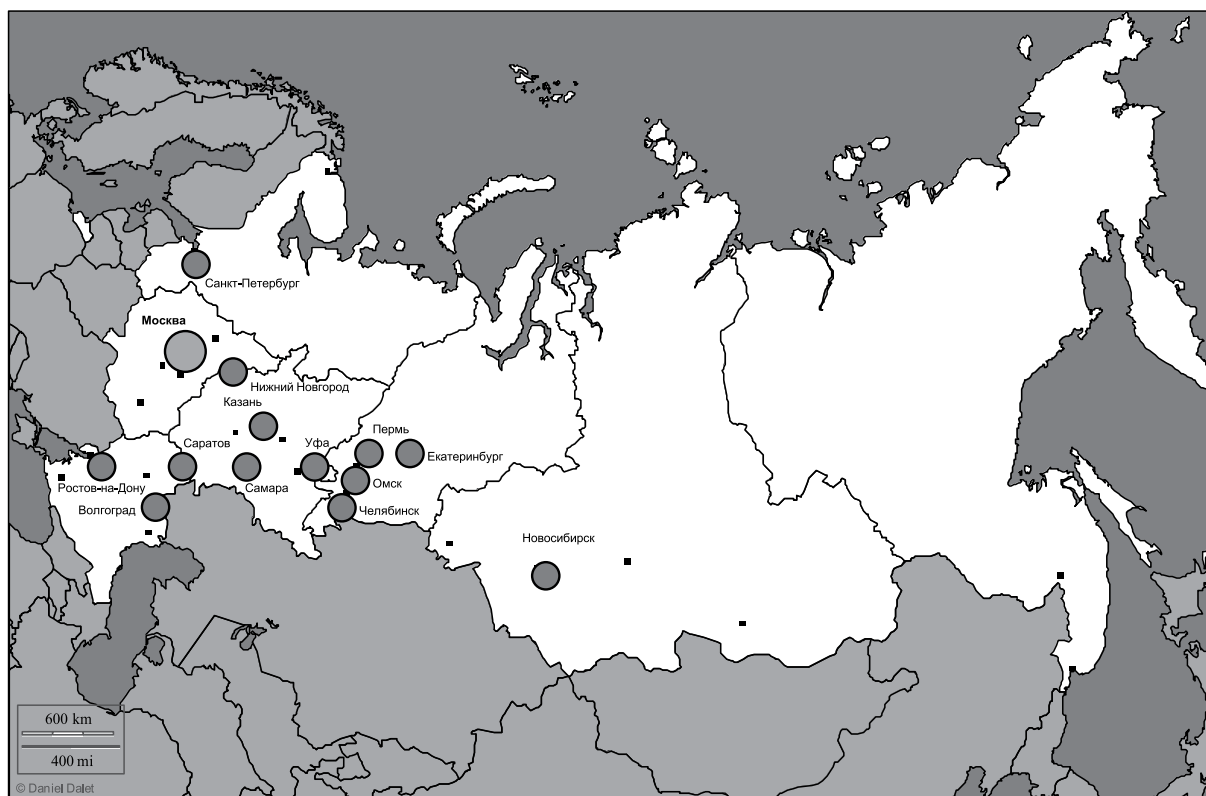 Санкт-Петербург
Москва
Нижний Новгород
Казань
Пермь
Саратов
Уфа
Екатеринбург
Ростов-на-Дону
Самара
Омск
Волгоград
Челябинск
Новосибирск
600 km
400 mi
© Daniel Dalet